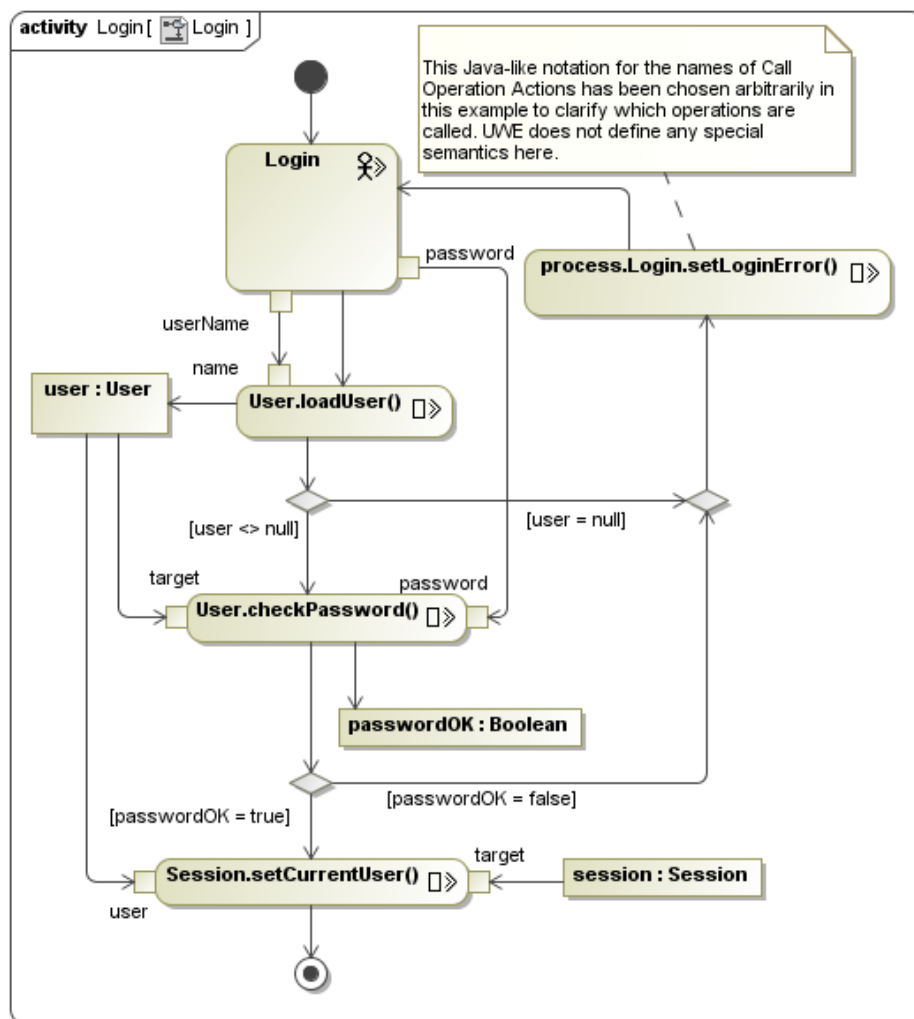 activity Login [ Login ]
This Java-like notation for the names of Call
Operation Actions has been chosen arbitrarily in
this example to clarify which operations are
called. UWE does not define any special
semantics here.
Login
password
process.Login.setLoginError()
userName
name
user : User
User.loadUser()
[user <> null]
[user = null]
target
password
User.checkPassword()
passwordOK : Boolean
[passwordOK = true]
[passwordOK = false]
Session.setCurrentUser()
target
session : Session
user